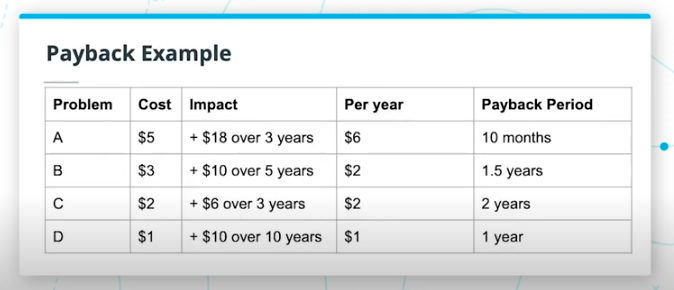 Payback Example
Problem Cost Impact Per year Payback Period
A $5 + $18 over 3 years $6 10 months
B $3 + $10 over 5 years $2 1.5 years
C $2 + $6 over 3 years $2 2 years
D $1 + $10 over 10 years $1 1 year